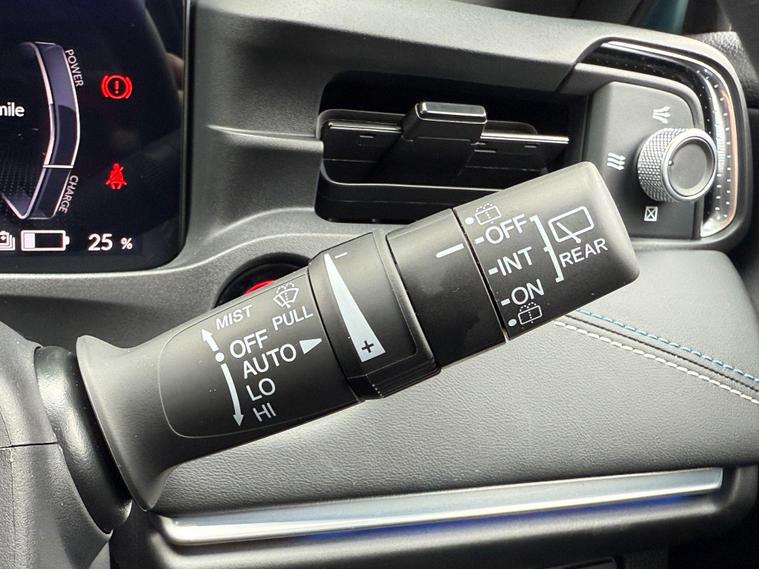 POWER
mile
CHARGE
25 %
MIST
PULL
OFF
AUTO
LO
HI
- 
+
OFF
INT
ON
REAR